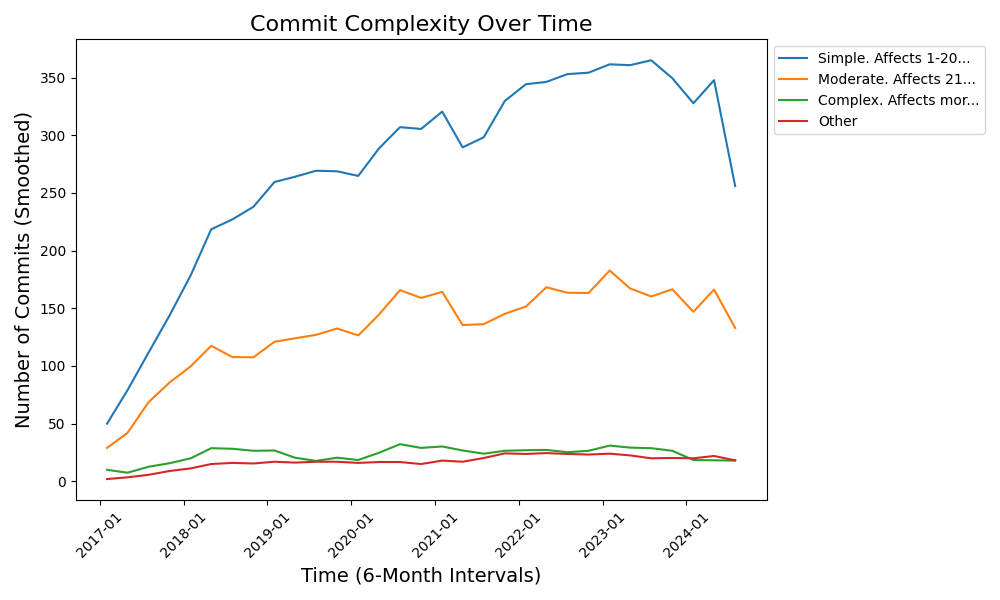 Commit Complexity Over Time
Number of Commits (Smoothed)
350
300
250
200
150
100
50
0
2017-01
2018-01
2019-01
2020-01
2021-01
2022-01
2023-01
2024-01
Time (6-Month Intervals)
Simple. Affects 1-20...
Moderate. Affects 21...
Complex. Affects mor...
Other